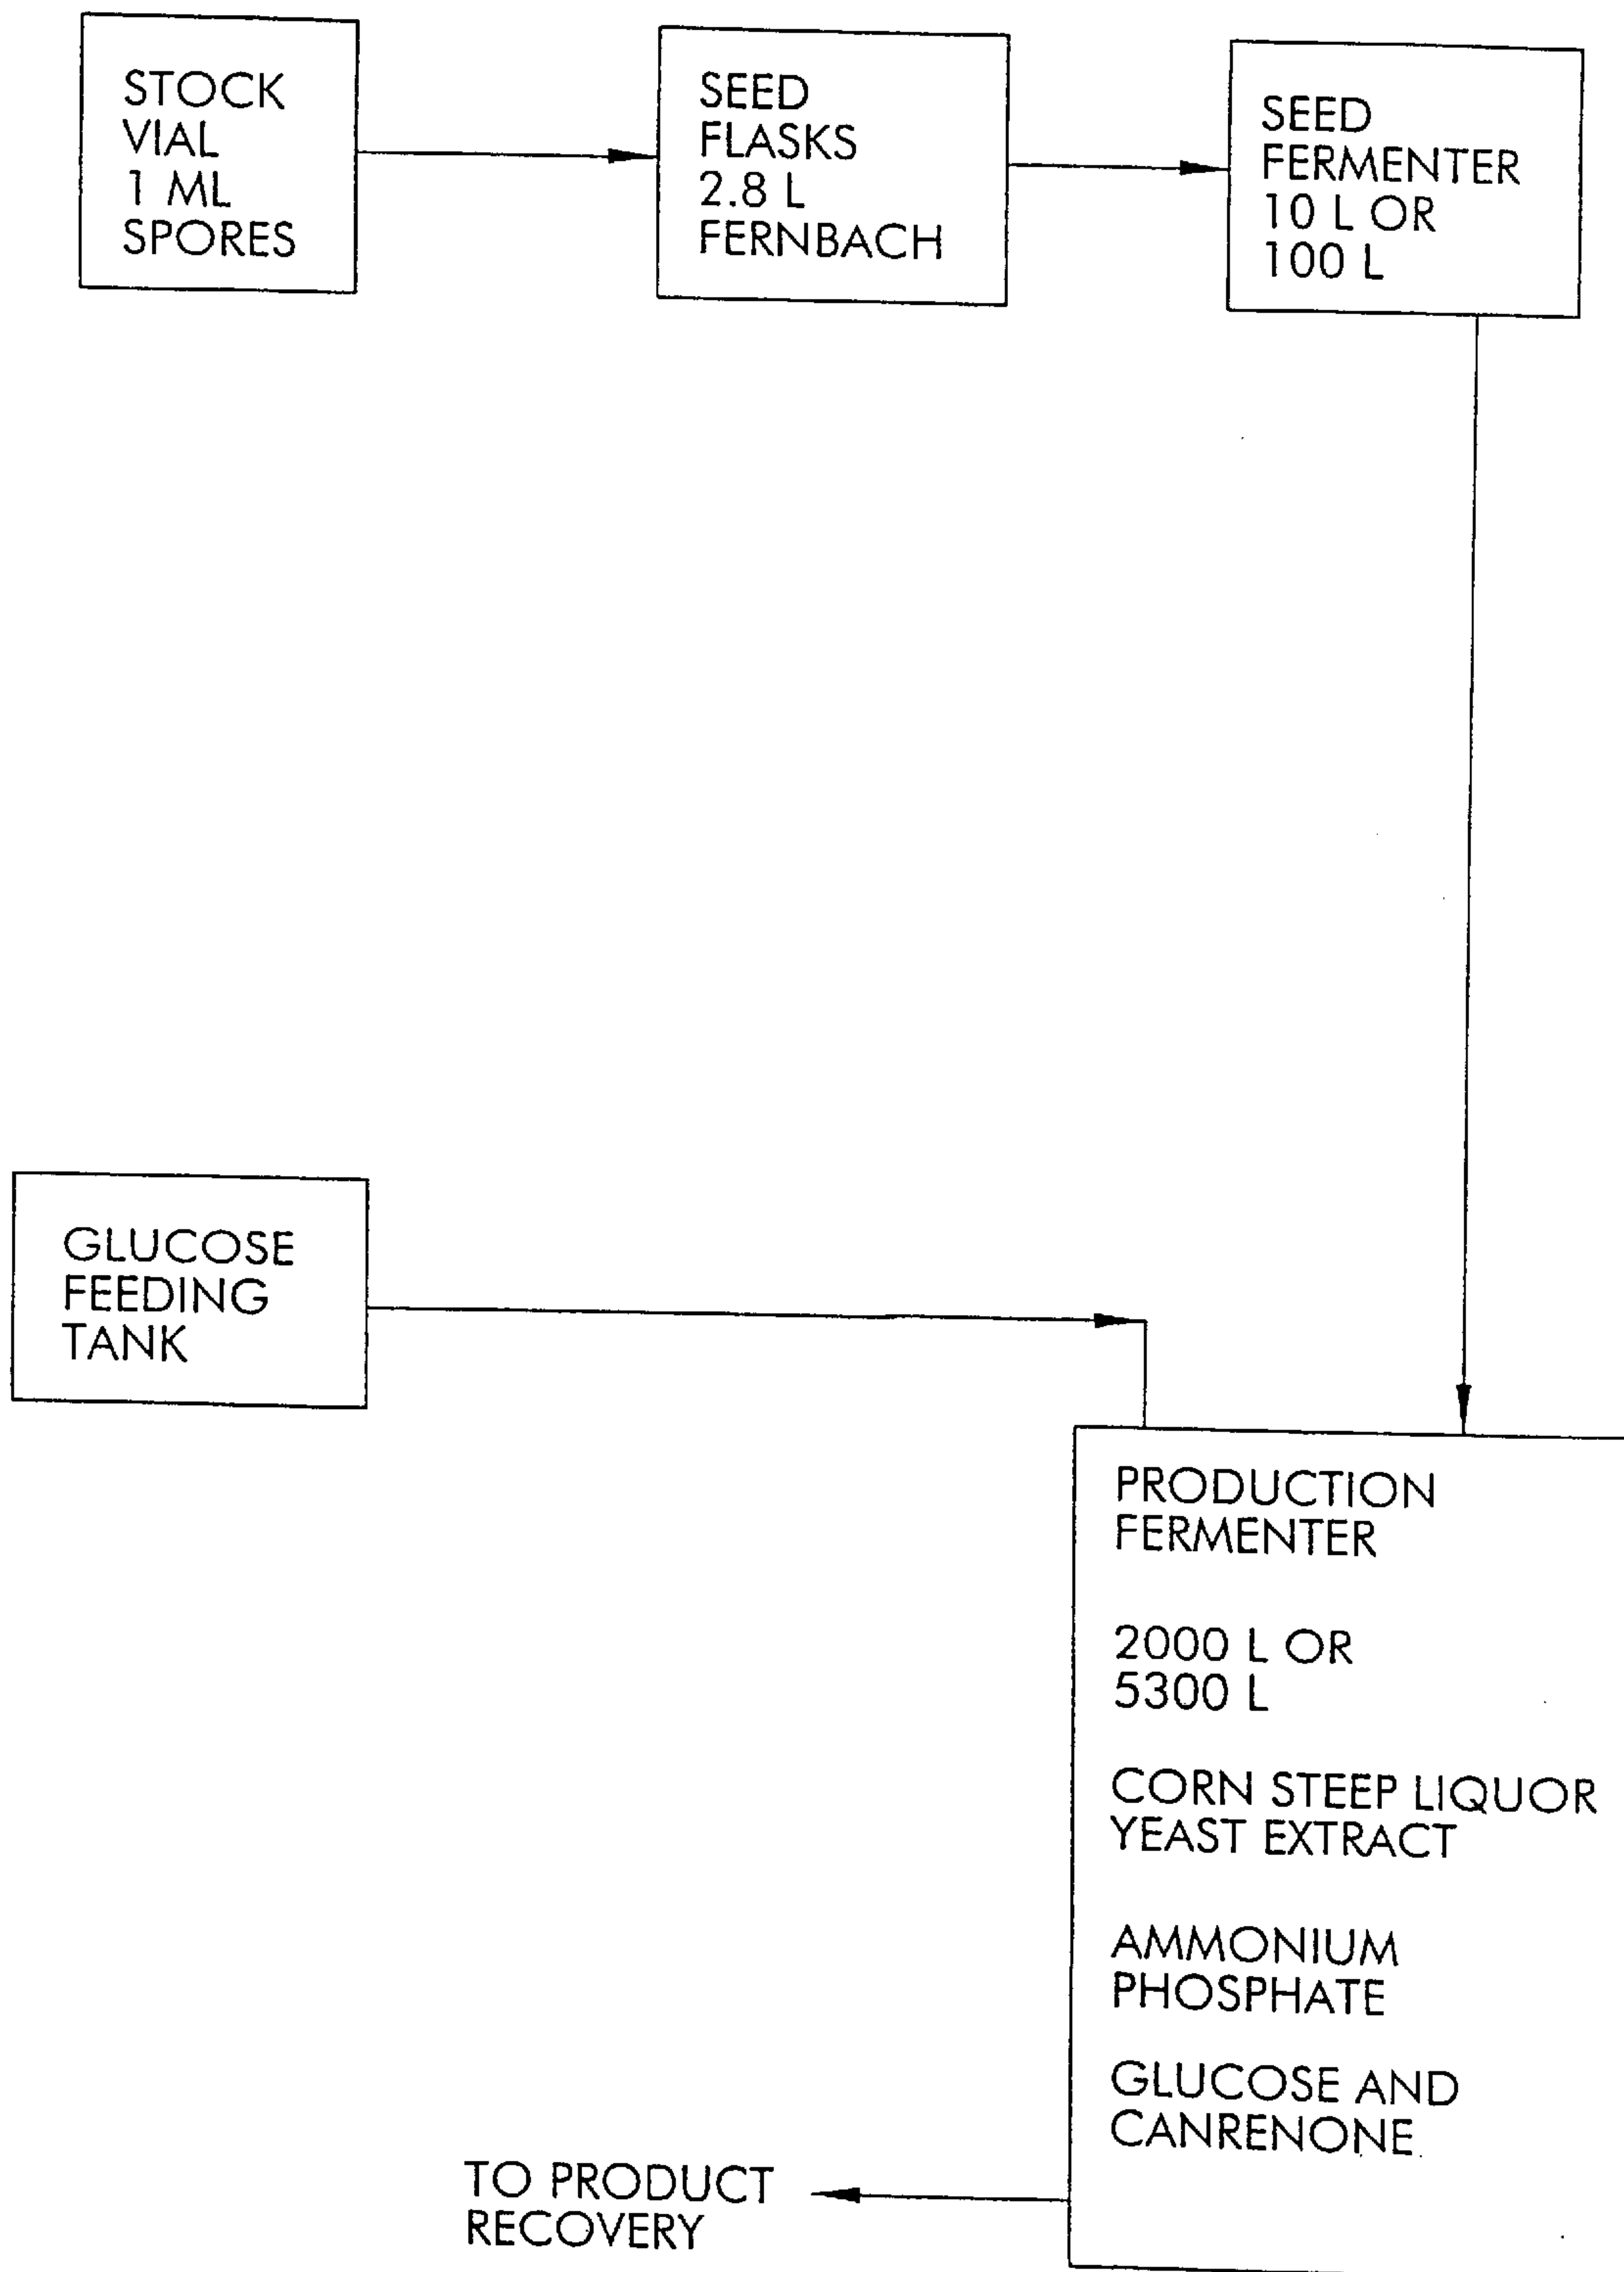 STOCK
VIAL
1 ML
SPORES
SEED
FLASKS
2.8 L
FERNBACH
SEED
FERMENTER
10 L OR
100 L
GLUCOSE
FEEDING
TANK
PRODUCTION
FERMENTER
2000 L OR
5300 L
CORN STEEP LIQUOR
YEAST EXTRACT
AMMONIUM
PHOSPHATE
GLUCOSE AND
CANRENONE
TO PRODUCT
RECOVERY